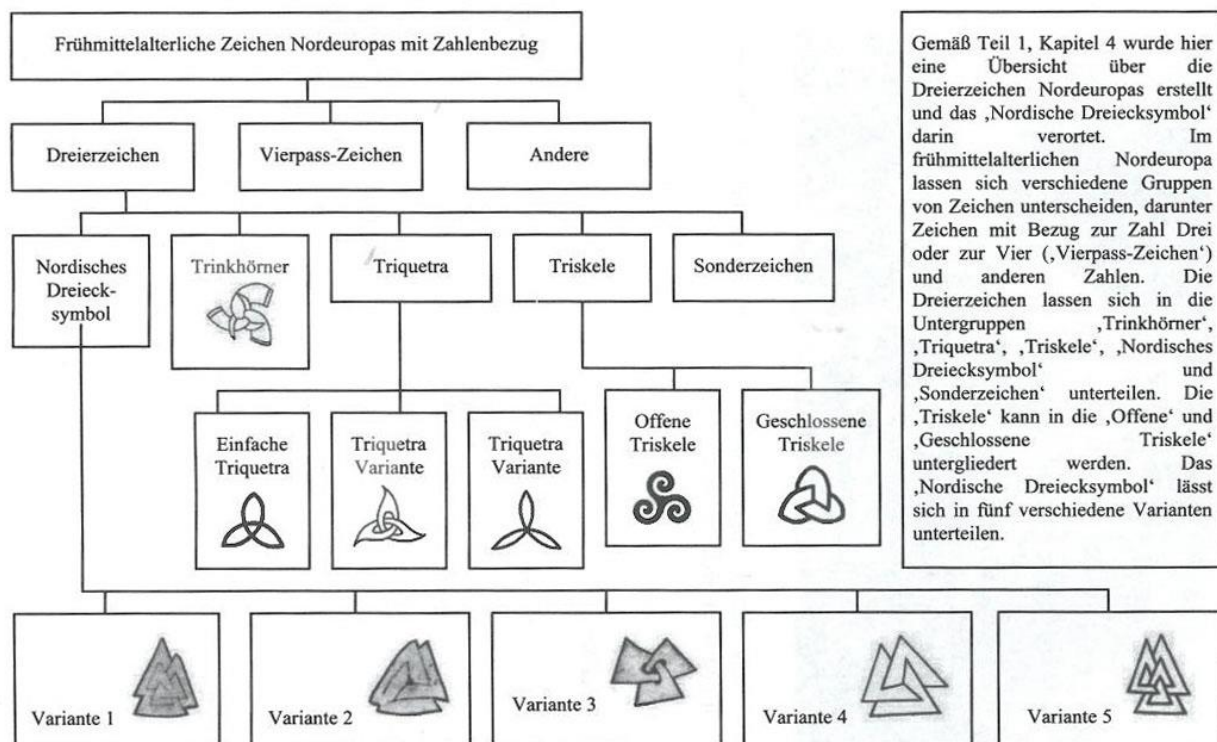 Frühmittelalterliche Zeichen Nordeuropas mit Zahlenbezug
Dreierzeichen
Vierpass-Zeichen
Andere
Nordisches
Dreieck-
symbol
Trinkhörner
Triquetra
Triskele
Sonderzeichen
Einfache
Triquetra
Triquetra
Variante
Triquetra
Variante
Offene
Triskele
Geschlossene
Triskele
Variante 1
Variante 2
Variante 3
Variante 4
Variante 5
Gemäß Teil 1, Kapitel 4 wurde hier
eine Übersicht über die
Dreierzeichen Nordeuropas erstellt
und das ‚Nordische Dreiecksymbol‘
darin verortet. Im
frühmittelalterlichen Nordeuropa
lassen sich verschiedene Gruppen
von Zeichen unterscheiden, darunter
Zeichen mit Bezug zur Zahl Drei
oder zur Vier (‚Vierpass-Zeichen‘)
und anderen Zahlen. Die
Dreierzeichen lassen sich in die
Untergruppen ‚Trinkhörner‘,
‚Triquetra‘, ‚Triskele‘, ‚Nordisches
Dreiecksymbol‘ und
‚Sonderzeichen‘ unterteilen. Die
‚Triskele‘ kann in die ‚Offene‘ und
‚Geschlossene Triskele‘
untergliedert werden. Das
‚Nordische Dreiecksymbol‘ lässt
sich in fünf verschiedene Varianten
unterteilen.